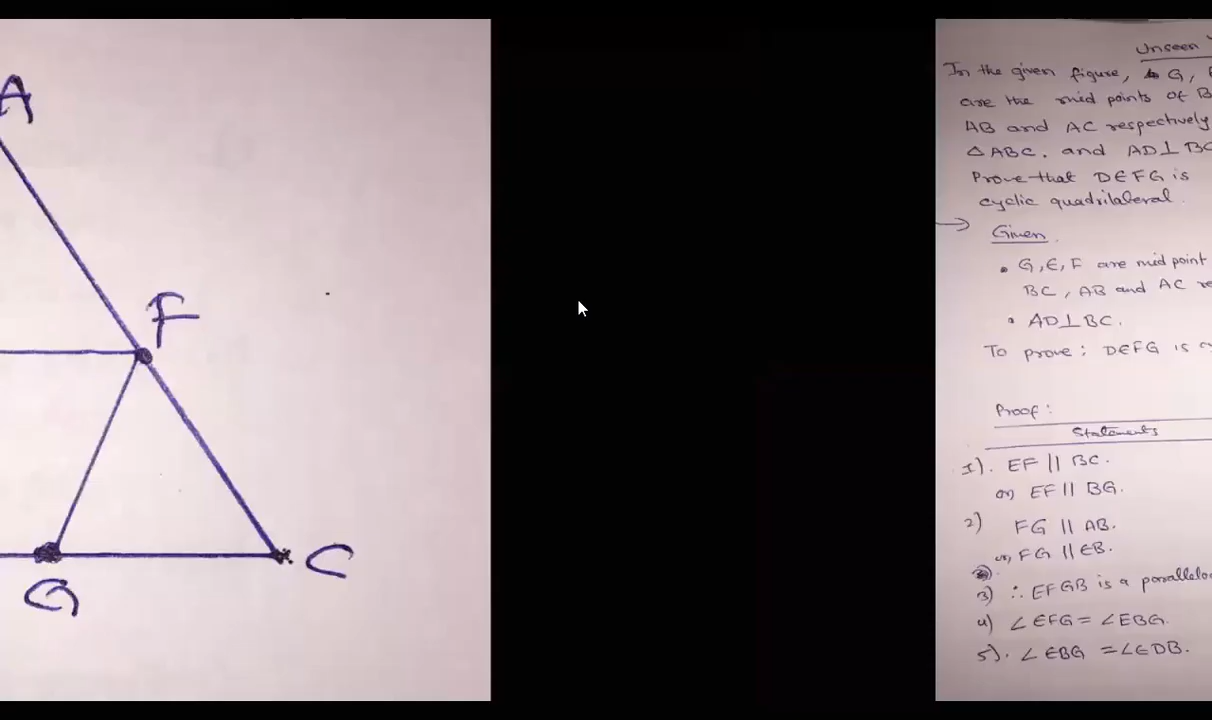 A
F
C
G
Unseen
In the given figure, G,
are the mid points of B
AB and AC respectively
△ABC. and AD⊥BC
Prove that DEFG is
cyclic quadrilateral.
→ Given
• G,E,F are mid point
BC, AB and AC re
• AD⊥BC.
To prove: DEFG is
Proof:
Statements
1). EF || BC.
or) EF || BG.
2) FG || AB.
or, FG || EB.
3) ∴ EFGB is a parallelo
4) ∠EFG = ∠EBG.
5). ∠EBG = ∠EDB.